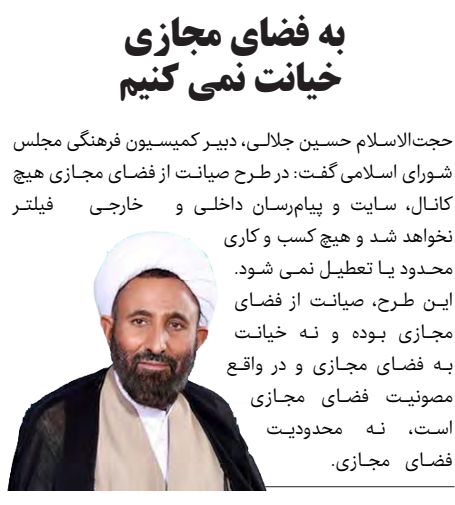 به فضای مجازی
خیانت نمی کنیم
حجت‌الاسلام حسین جلالی، دبیر کمیسیون فرهنگی مجلس
شورای اسلامی گفت: در طرح صیانت از فضای مجازی هیچ
کانال، سایت و پیام‌رسان داخلی و خارجی فیلتر
نخواهد شد و هیچ کسب و کاری
محدود یا تعطیل نمی شود.
این طرح، صیانت از فضای
مجازی بوده و نه خیانت
به فضای مجازی و در واقع
مصونیت فضای مجازی
است، نه محدودیت
فضای مجازی.